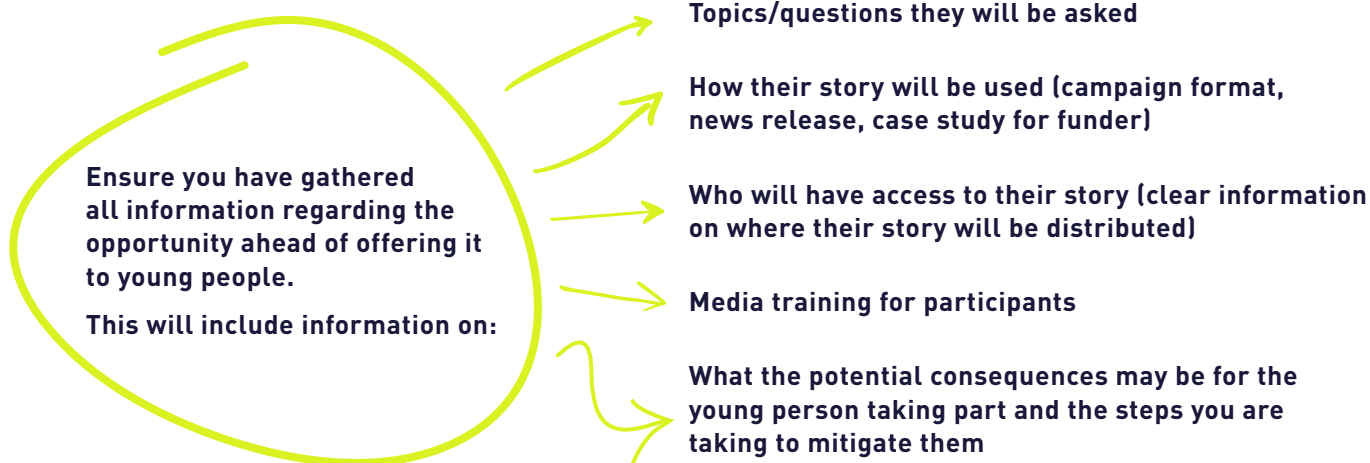 Ensure you have gathered
all information regarding the
opportunity ahead of offering it
to young people.
This will include information on:
Topics/questions they will be asked
How their story will be used (campaign format,
news release, case study for funder)
Who will have access to their story (clear information
on where their story will be distributed)
Media training for participants
What the potential consequences may be for the
young person taking part and the steps you are
taking to mitigate them